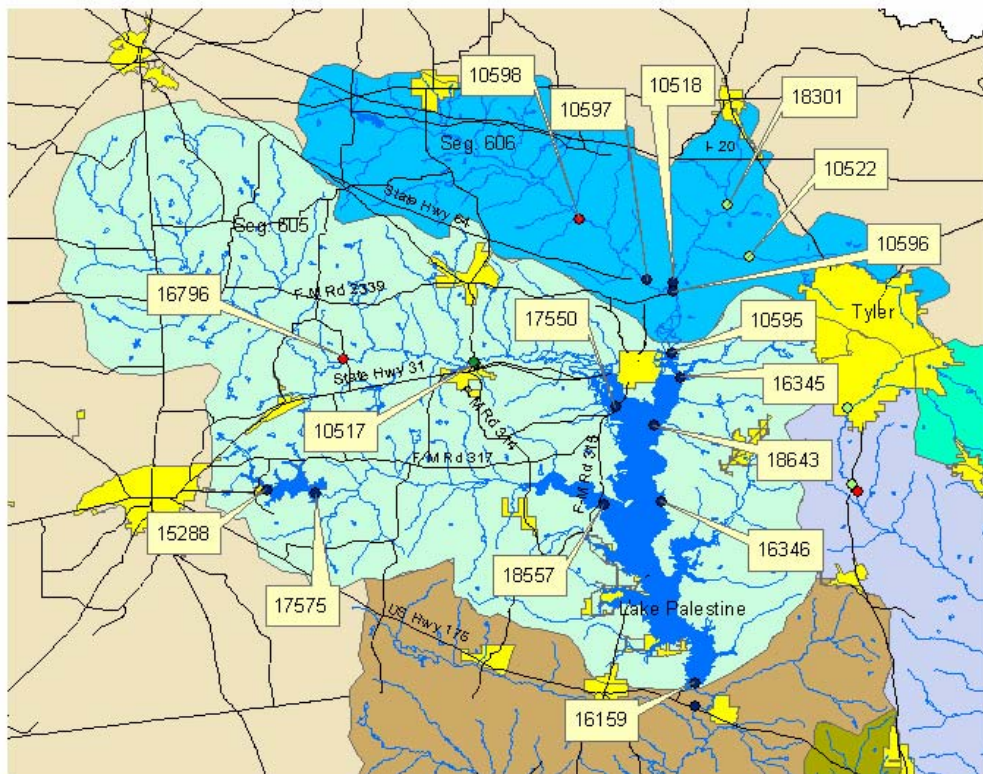 10598
10518
10597
18301
Seg. 606
I-20
10522
State Hwy 64
Seg. 605
10596
16796
F M Rd 2339
17550
10595
Tyler
State Hwy 31
16345
10517
F M Rd 344
F M Rd 315
18643
F M Rd 317
15288
16346
18557
17575
Lake Palestine
US Hwy 175
16159